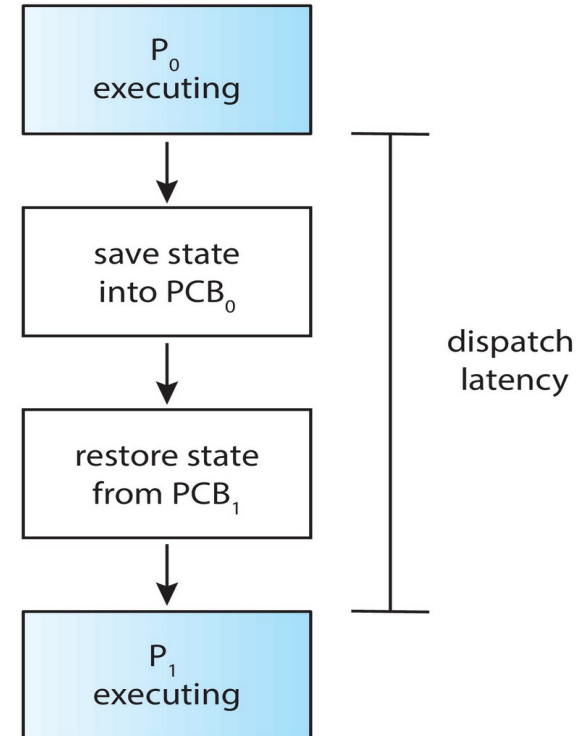 P₀
executing
save state
into PCB₀
dispatch
latency
restore state
from PCB₁
P₁
executing